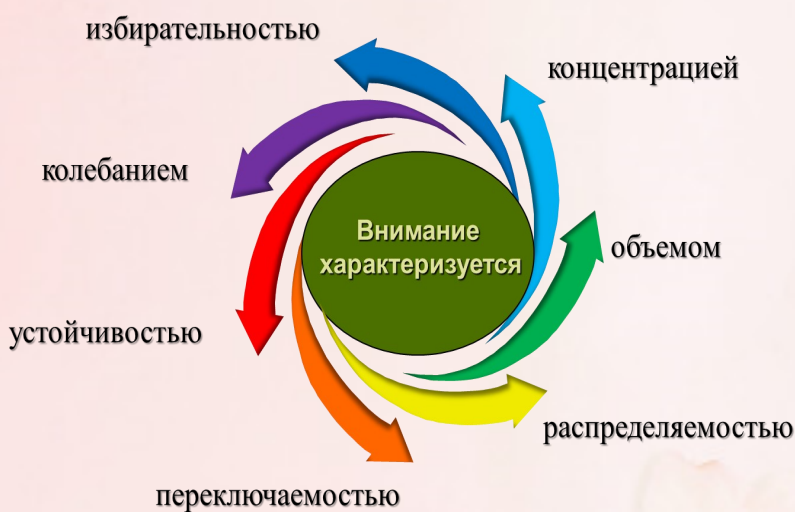 избирательностью
концентрацией
колебанием
Внимание
характеризуется
объемом
устойчивостью
распределяемостью
переключаемостью